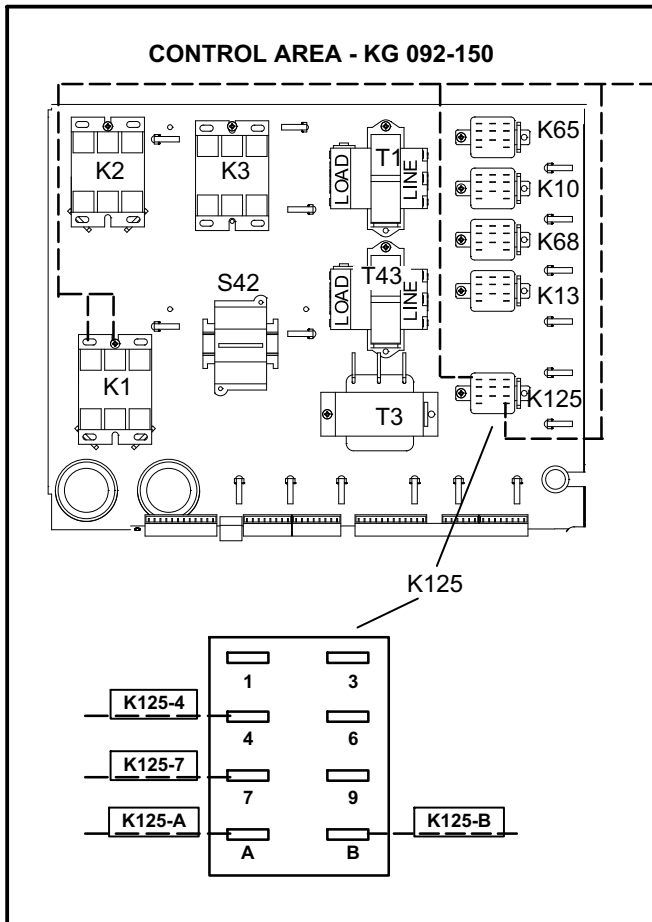 CONTROL AREA - KG 092-150
K2
K3
LOAD
T1
LINE
K65
K10
K68
K13
S42
LOAD
T43
LINE
K1
T3
K125
K125
1
3
K125-4
4
6
K125-7
7
9
K125-A
K125-B
A
B